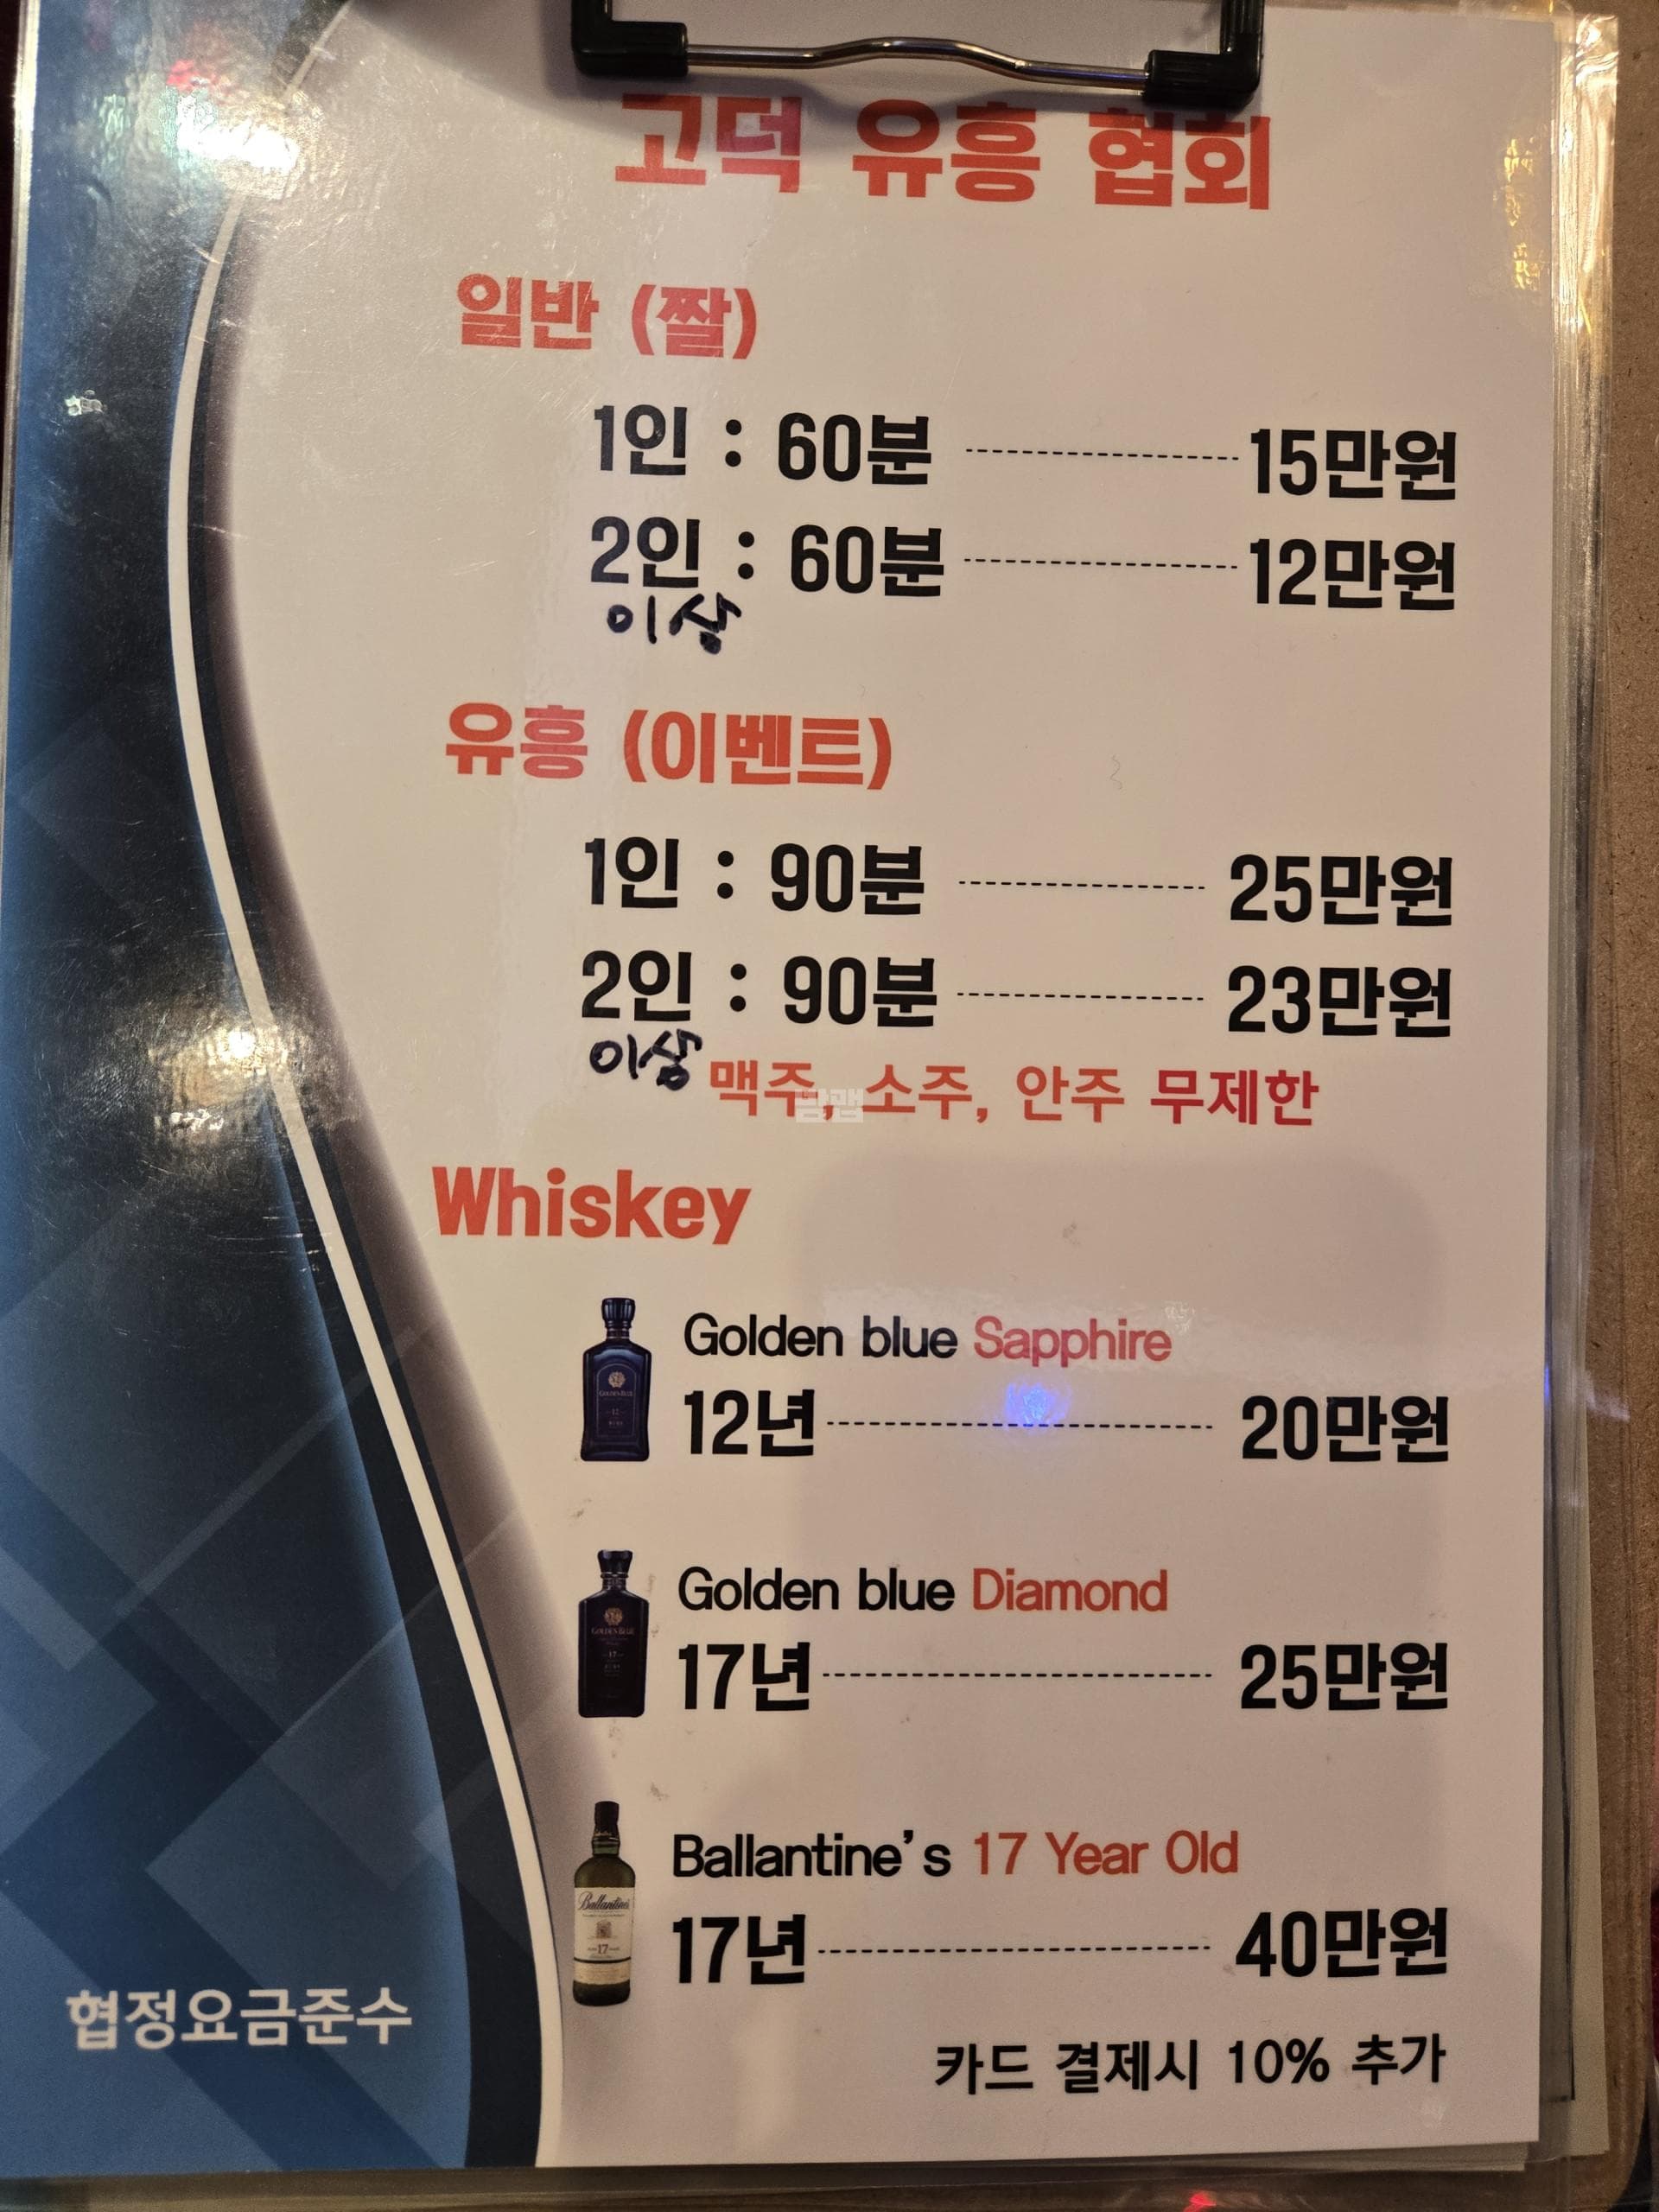 고덕 유흥 협회
일반 (짤)
1인 : 60분 15만원
2인 : 60분 12만원
이상
유흥 (이벤트)
1인 : 90분 25만원
2인 : 90분 23만원
이상
맥주, 소주, 안주 무제한
Whiskey
Golden blue Sapphire
12년 20만원
Golden blue Diamond
17년 25만원
Ballantine's 17 Year Old
17년 40만원
협정요금준수
카드 결제시 10% 추가